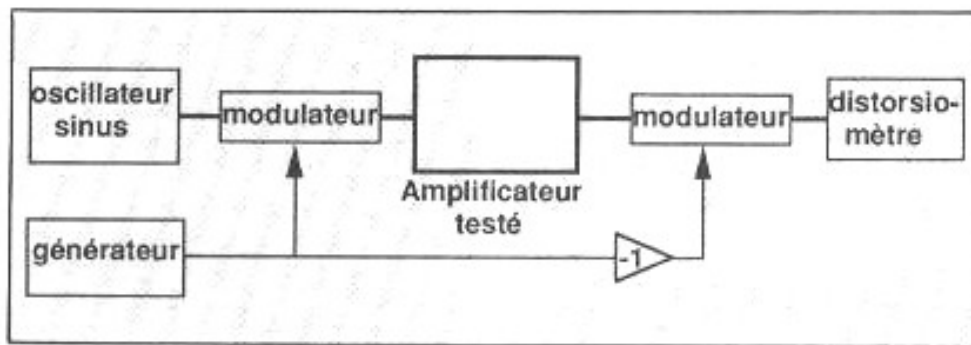 oscillateur
sinus
modulateur
Amplificateur
testé
modulateur
distorsio-
mètre
générateur
-1